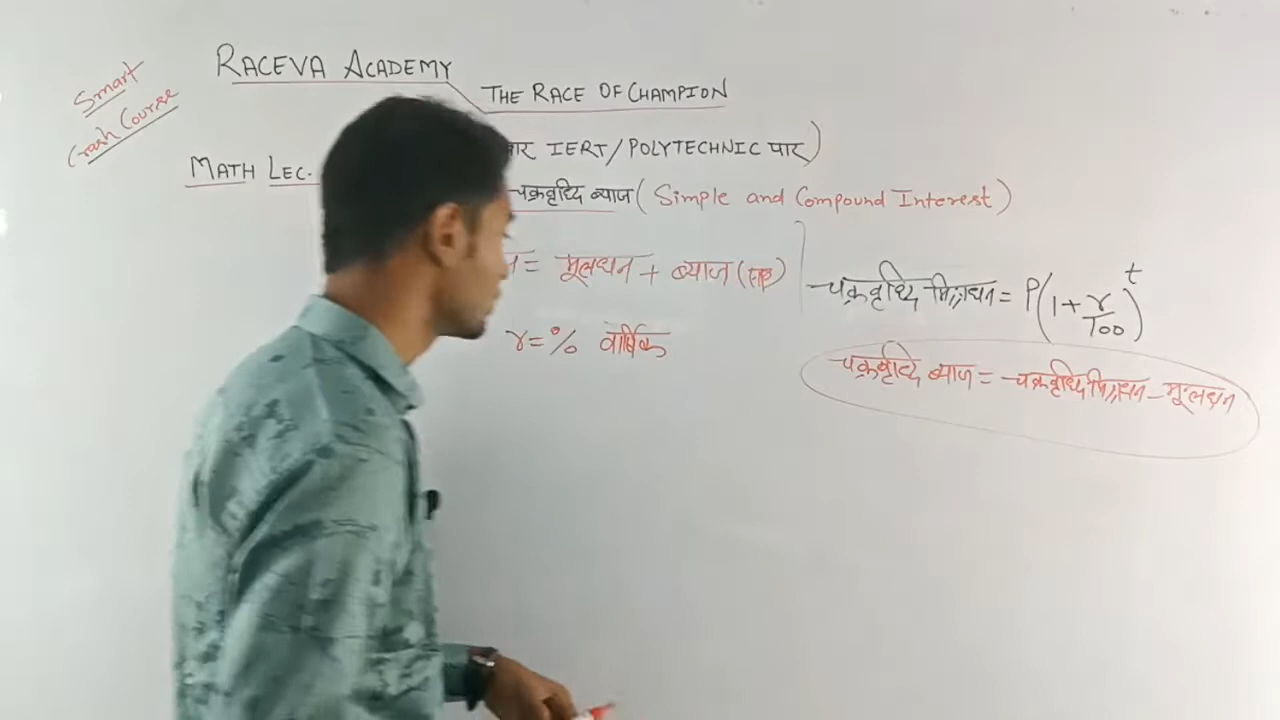 RACEVA ACADEMY
THE RACE OF CHAMPION
Smart
Crash Course
IERT/POLYTECHNIC पार)
MATH LEC.
चक्रवृध्दि ब्याज (Simple and Compound Interest)
= मूलधन + ब्याज
r = % वार्षिक
चक्रवृध्दि मिश्रधन = P(1 + r/100)^t
चक्रवृध्दि ब्याज = चक्रवृध्दि मिश्रधन - मूलधन